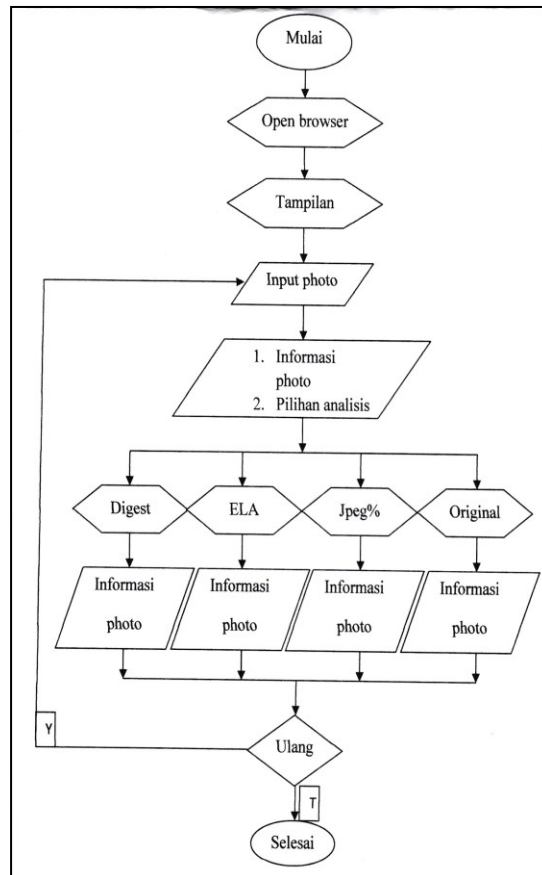 Mulai
Open browser
Tampilan
Input photo
1. Informasi
photo
2. Pilihan analisis
Digest
ELA
Jpeg%
Original
Informasi
photo
Informasi
photo
Informasi
photo
Informasi
photo
Y
Ulang
T
Selesai